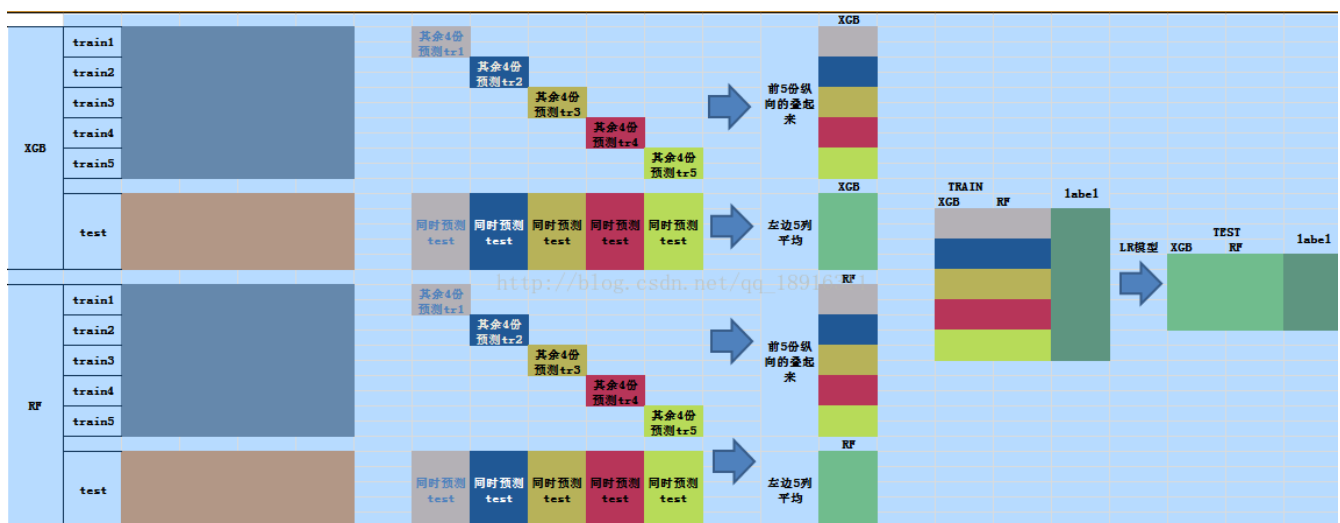 XGB
train1
其余4份
预测tr1
train2
其余4份
预测tr2
train3
其余4份
预测tr3
train4
其余4份
预测tr4
train5
其余4份
预测tr5
XGB
前5份纵
向的叠起
来
XGB
test
同时预测
test
同时预测
test
同时预测
test
同时预测
test
同时预测
test
左边5列
平均
TRAIN
XGB RF
label
LR模型
TEST
XGB RF
label
http://blog.csdn.net/qq_18916
RF
RF
train1
其余4份
预测tr1
train2
其余4份
预测tr2
train3
其余4份
预测tr3
train4
其余4份
预测tr4
train5
其余4份
预测tr5
前5份纵
向的叠起
来
RF
test
同时预测
test
同时预测
test
同时预测
test
同时预测
test
同时预测
test
左边5列
平均